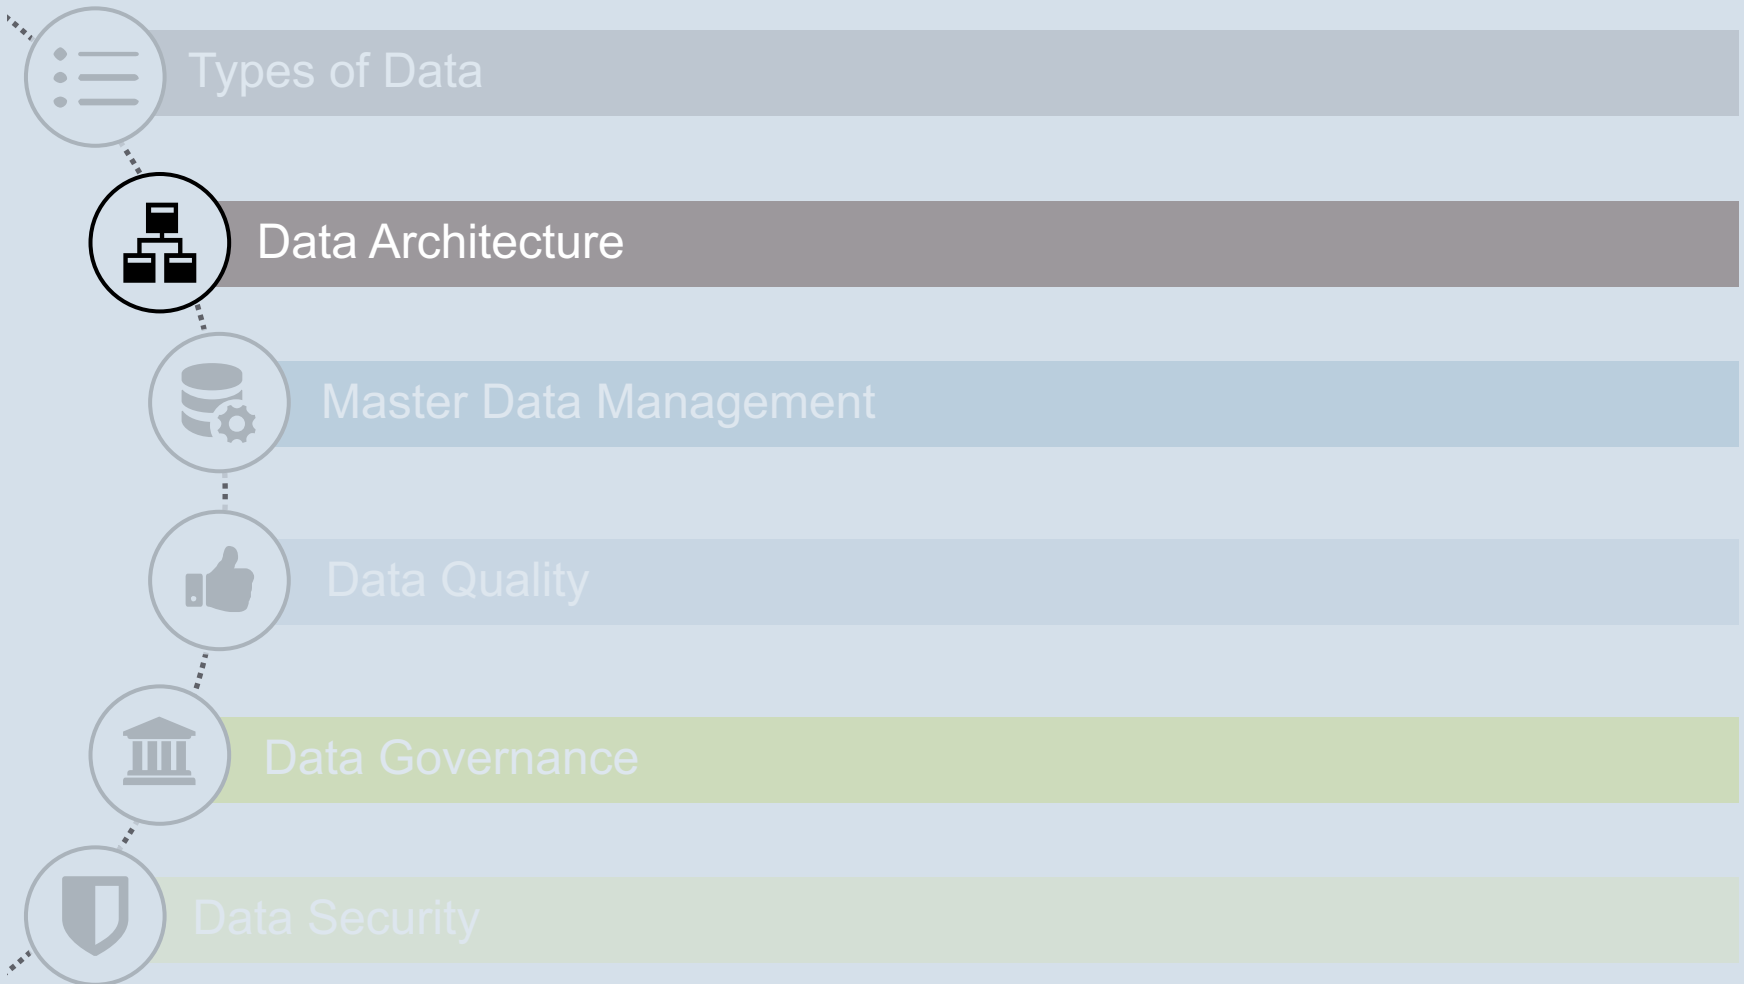 Types of Data
Data Architecture
Master Data Management
Data Quality
Data Governance
Data Security